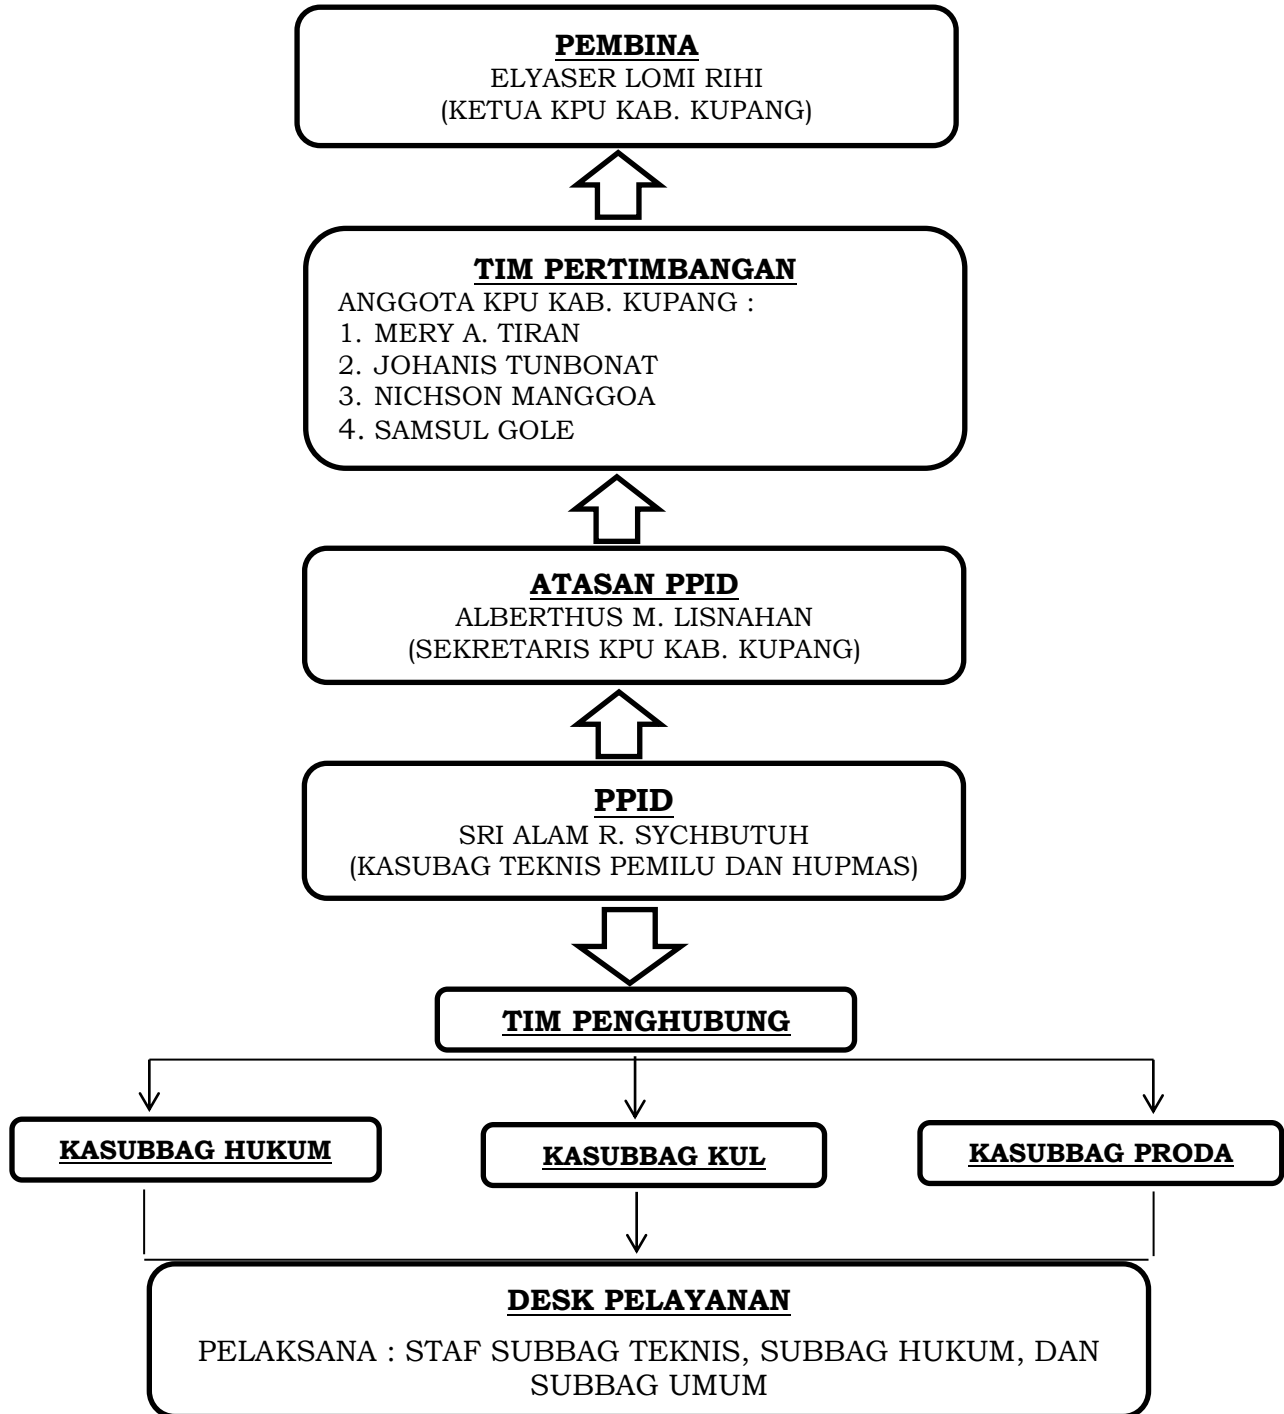 PEMBINA
ELYASER LOMI RIHI
(KETUA KPU KAB. KUPANG)
TIM PERTIMBANGAN
ANGGOTA KPU KAB. KUPANG :
1. MERY A. TIRAN
2. JOHANIS TUNBONAT
3. NICHSON MANGGOA
4. SAMSUL GOLE
ATASAN PPID
ALBERTHUS M. LISNAHAN
(SEKRETARIS KPU KAB. KUPANG)
PPID
SRI ALAM R. SYCHBUTUH
(KASUBAG TEKNIS PEMILU DAN HUPMAS)
TIM PENGHUBUNG
KASUBBAG HUKUM
KASUBBAG KUL
KASUBBAG PRODA
DESK PELAYANAN
PELAKSANA : STAF SUBBAG TEKNIS, SUBBAG HUKUM, DAN
SUBBAG UMUM